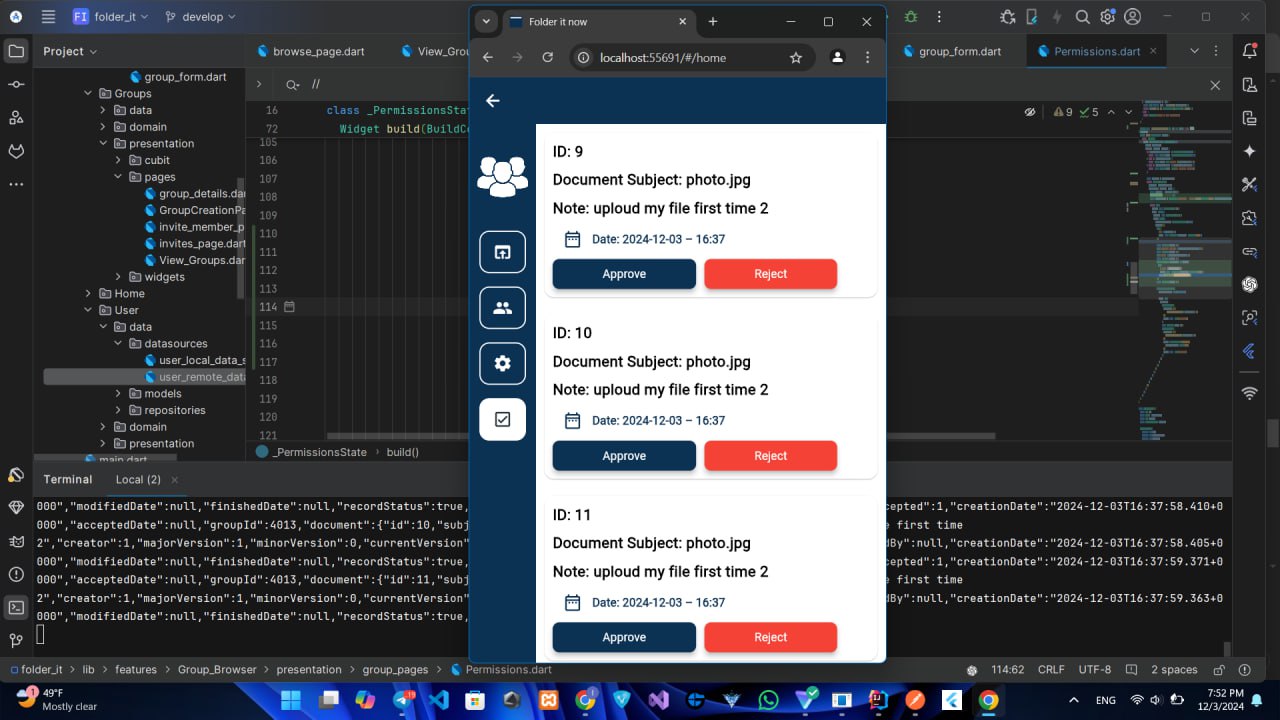 FI folder_it develop
Folder it now
Project
browse_page.dart
View_Grou
group_form.dart
Permissions.dart
localhost:55691/#/home
group_form.dart
Groups
data
domain
presentation
cubit
pages
group_details.dar
GroupCreationPa
invite_member_p
invites_page.dart
View_Groups.dar
widgets
Home
User
data
datasources
user_local_data_s
user_remote_dat
models
repositories
domain
presentation
main.dart
//
9 5
16 class _PermissionsSta
72 Widget build(BuildCo
105
106
107
108
109
110
111
112
113
114
115
116
117
118
119
120
121
_PermissionsState > build()
ID: 9
Document Subject: photo.jpg
Note: uploud my file first time 2
Date: 2024-12-03 – 16:37
Approve Reject
ID: 10
Document Subject: photo.jpg
Note: uploud my file first time 2
Date: 2024-12-03 – 16:37
Approve Reject
ID: 11
Document Subject: photo.jpg
Note: uploud my file first time 2
Date: 2024-12-03 – 16:37
Approve Reject
Terminal Local (2)
000","modifiedDate":null,"finishedDate":null,"recordStatus":true, cepted":1,"creationDate":"2024-12-03T16:37:58.410+0
000","acceptedDate":null,"groupId":4013,"document":{"id":10,"subj e first time
2","creator":1,"majorVersion":1,"minorVersion":0,"currentVersion" dBy":null,"creationDate":"2024-12-03T16:37:58.405+0
000","modifiedDate":null,"finishedDate":null,"recordStatus":true, cepted":1,"creationDate":"2024-12-03T16:37:59.371+0
000","acceptedDate":null,"groupId":4013,"document":{"id":11,"subj e first time
2","creator":1,"majorVersion":1,"minorVersion":0,"currentVersion" dBy":null,"creationDate":"2024-12-03T16:37:59.363+0
000","modifiedDate":null,"finishedDate":null,"recordStatus":true,
folder_it > lib > features > Group_Browser > presentation > group_pages > Permissions.dart
114:62 CRLF UTF-8 2 spaces
1
49°F
Mostly clear
19
ENG
7:52 PM
12/3/2024